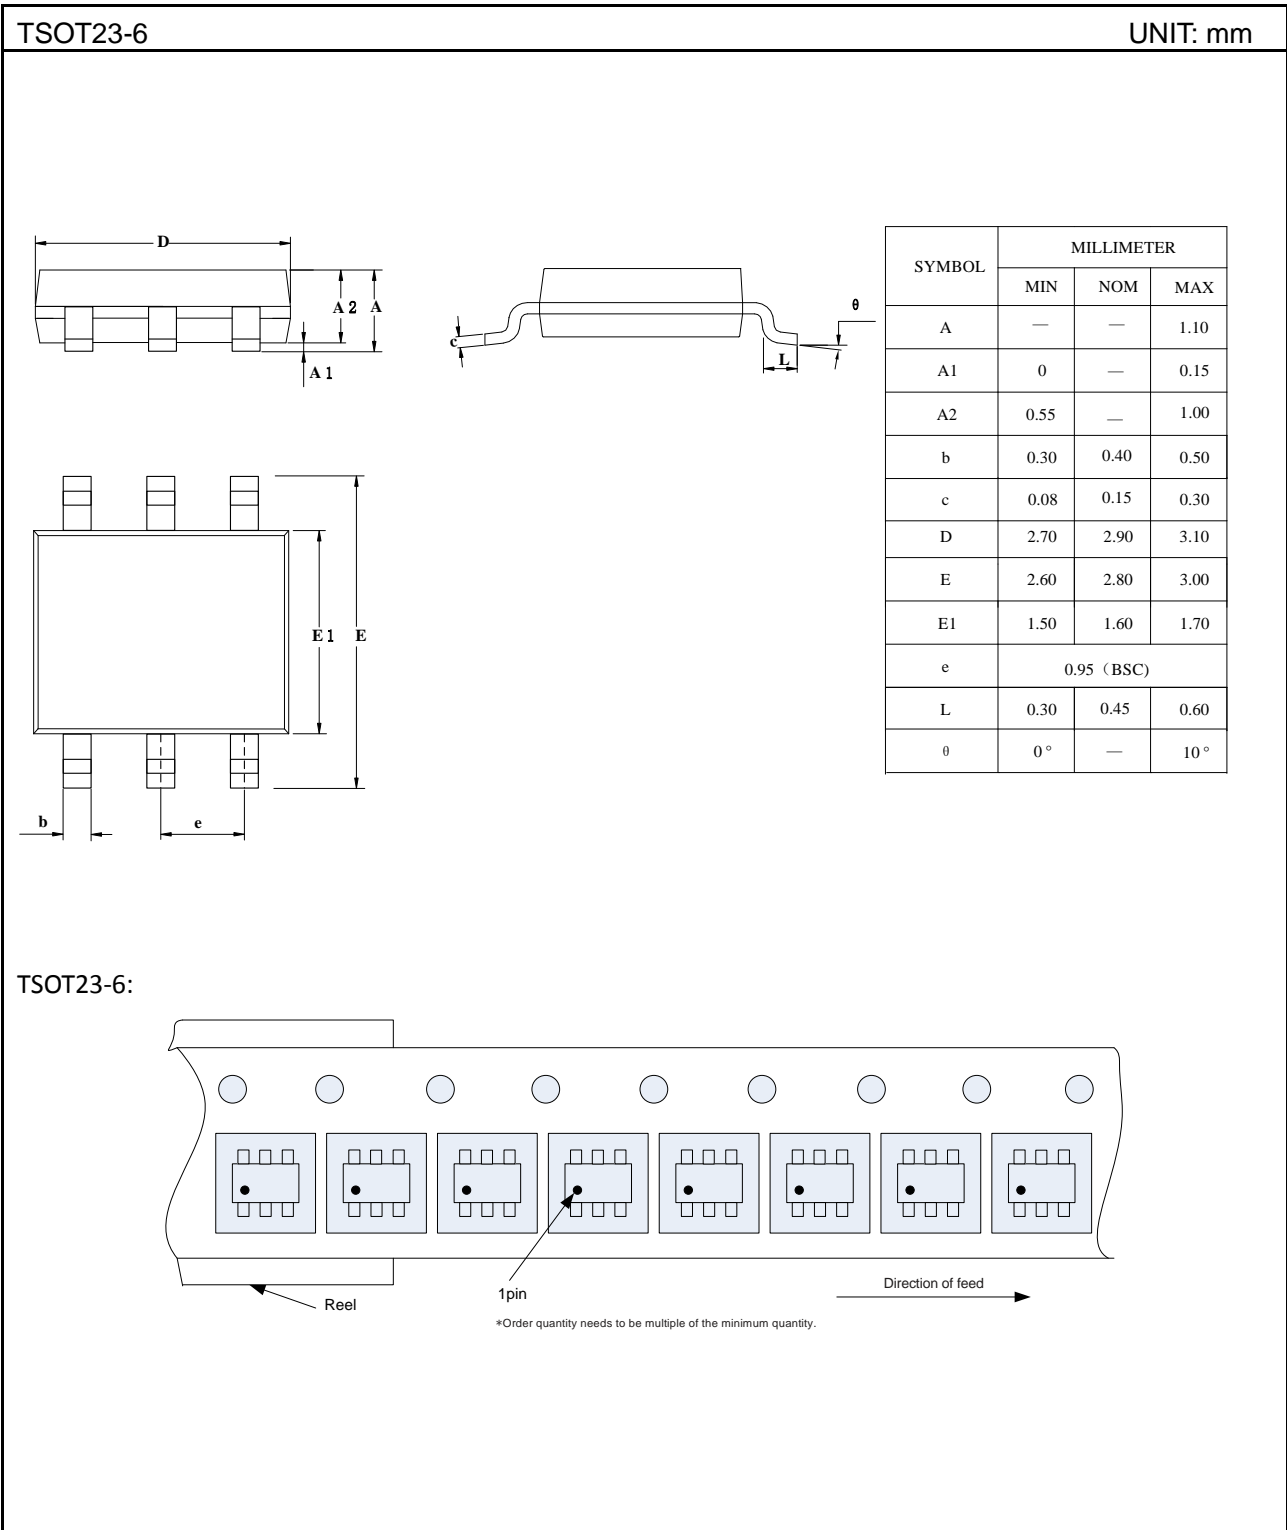 TSOT23-6 UNIT: mm
D
A 2 A
A 1
c
L
θ
SYMBOL MILLIMETER
MIN NOM MAX
A — — 1.10
A1 0 — 0.15
A2 0.55 — 1.00
b 0.30 0.40 0.50
c 0.08 0.15 0.30
D 2.70 2.90 3.10
E 2.60 2.80 3.00
E1 1.50 1.60 1.70
e 0.95（BSC)
L 0.30 0.45 0.60
θ 0° — 10°
E 1 E
b e
TSOT23-6:
Reel
1pin
Direction of feed
*Order quantity needs to be multiple of the minimum quantity.